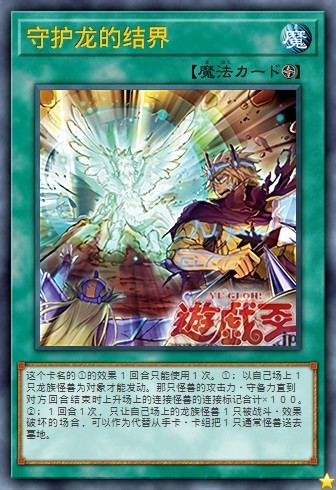 守护龙的结界
魔
【魔法カード】
YU-GI-OH!
遊戯王
.jp
这个卡名的①的效果1回合只能使用1次。①：以自己场上1
只龙族怪兽为对象才能发动。那只怪兽的攻击力·守备力直到
对方回合结束时上升场上的连接怪兽的连接标记合计×100。
②：1回合1次，只让自己场上的龙族怪兽1只被战斗·效果
破坏的场合，可以作为代替从手卡·卡组把1只通常怪兽送去
墓地。